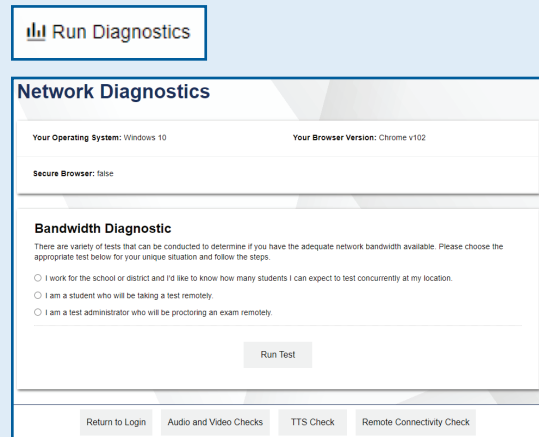 Run Diagnostics
Network Diagnostics
Your Operating System: Windows 10 Your Browser Version: Chrome v102
Secure Browser: false
Bandwidth Diagnostic
There are variety of tests that can be conducted to determine if you have the adequate network bandwidth available. Please choose the
appropriate test below for your unique situation and follow the steps.
I work for the school or district and I'd like to know how many students I can expect to test concurrently at my location.
I am a student who will be taking a test remotely.
I am a test administrator who will be proctoring an exam remotely.
Run Test
Return to Login Audio and Video Checks TTS Check Remote Connectivity Check